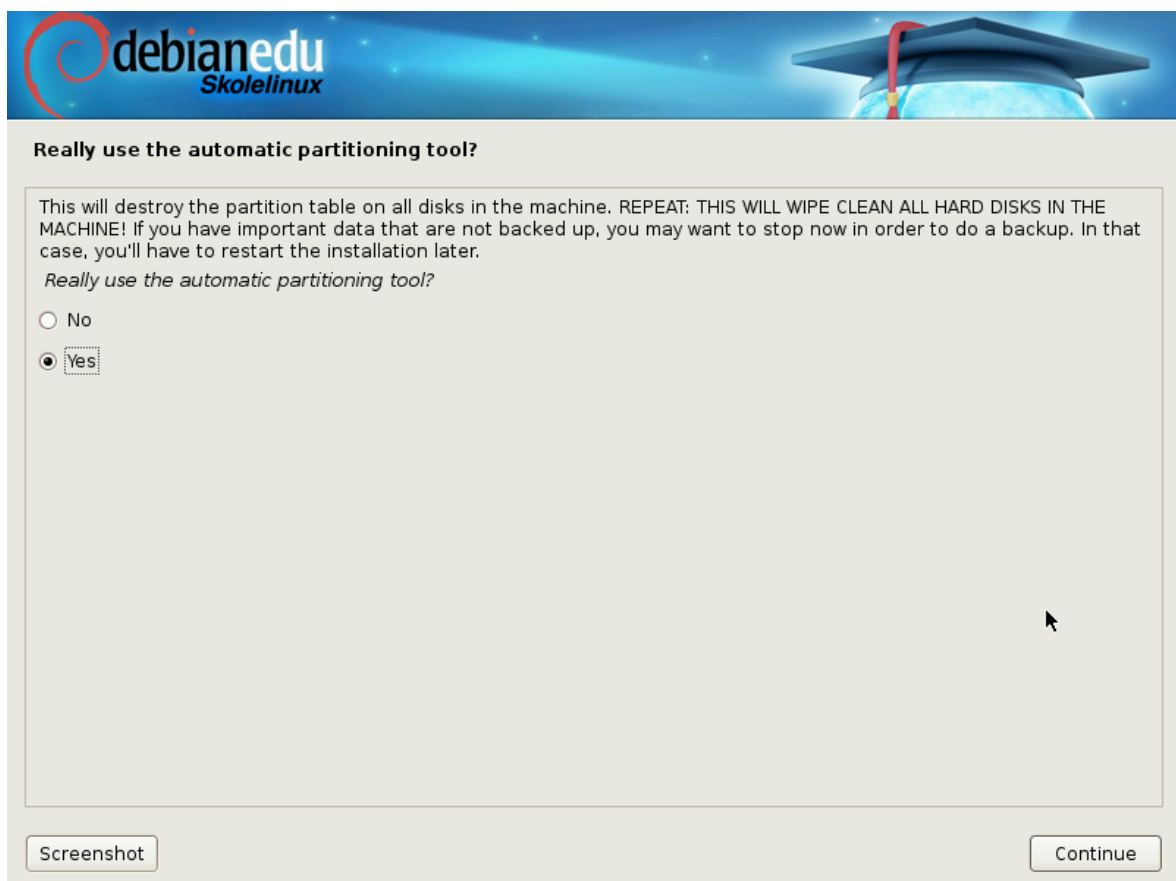 debianedu
Skolelinux
Really use the automatic partitioning tool?
This will destroy the partition table on all disks in the machine. REPEAT: THIS WILL WIPE CLEAN ALL HARD DISKS IN THE
MACHINE! If you have important data that are not backed up, you may want to stop now in order to do a backup. In that
case, you'll have to restart the installation later.
Really use the automatic partitioning tool?
No
Yes
Screenshot
Continue